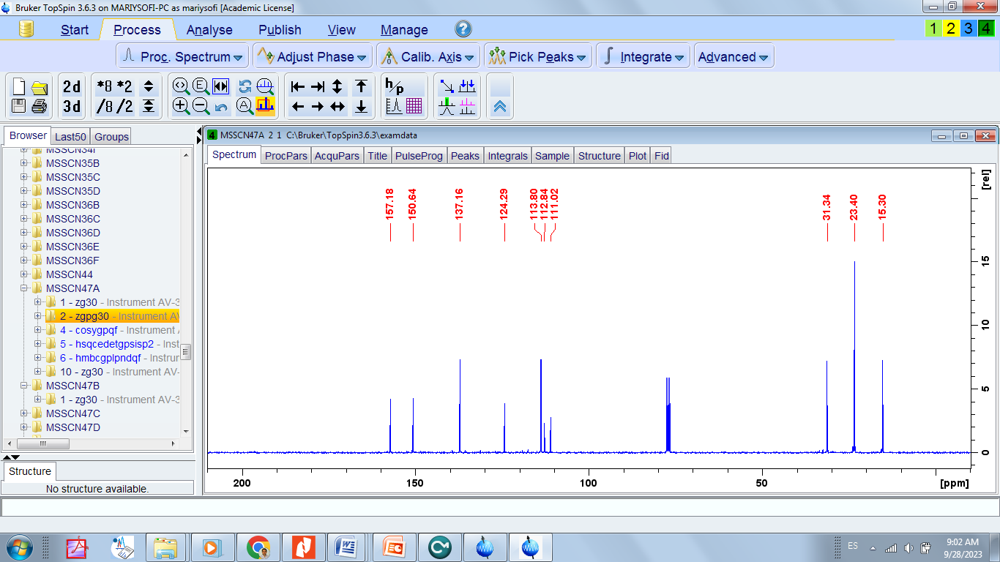 Bruker TopSpin 3.6.3 on MARIYSOFI-PC as mariysofi [Academic License]
Start Process Analyse Publish View Manage ? 1 2 3 4
Proc. Spectrum Adjust Phase Calib. Axis Pick Peaks Integrate Advanced
2d *8 *2 E h/p
3d /8 /2 A
Browser Last50 Groups
MSSCN35B
MSSCN35C
MSSCN35D
MSSCN36B
MSSCN36C
MSSCN36D
MSSCN36E
MSSCN36F
MSSCN44
MSSCN47A
1 - zg30 - Instrument AV-3
2 - zgpg30 - Instrument AV
4 - cosygpqf - Instrument A
5 - hsqcedetgpsisp2 - Inst
6 - hmbcgplpndqf - Instrur
10 - zg30 - Instrument AV-
MSSCN47B
1 - zg30 - Instrument AV-3
MSSCN47C
MSSCN47D
Structure
No structure available.
4 MSSCN47A 2 1 C:\Bruker\TopSpin3.6.3\examdata
Spectrum ProcPars AcquPars Title PulseProg Peaks Integrals Sample Structure Plot Fid
157.18
150.64
137.16
124.29
113.80
112.84
111.02
31.34
23.40
15.30
[rel]
15
10
5
0
200 150 100 50 [ppm]
ES
9:02 AM
9/28/2023